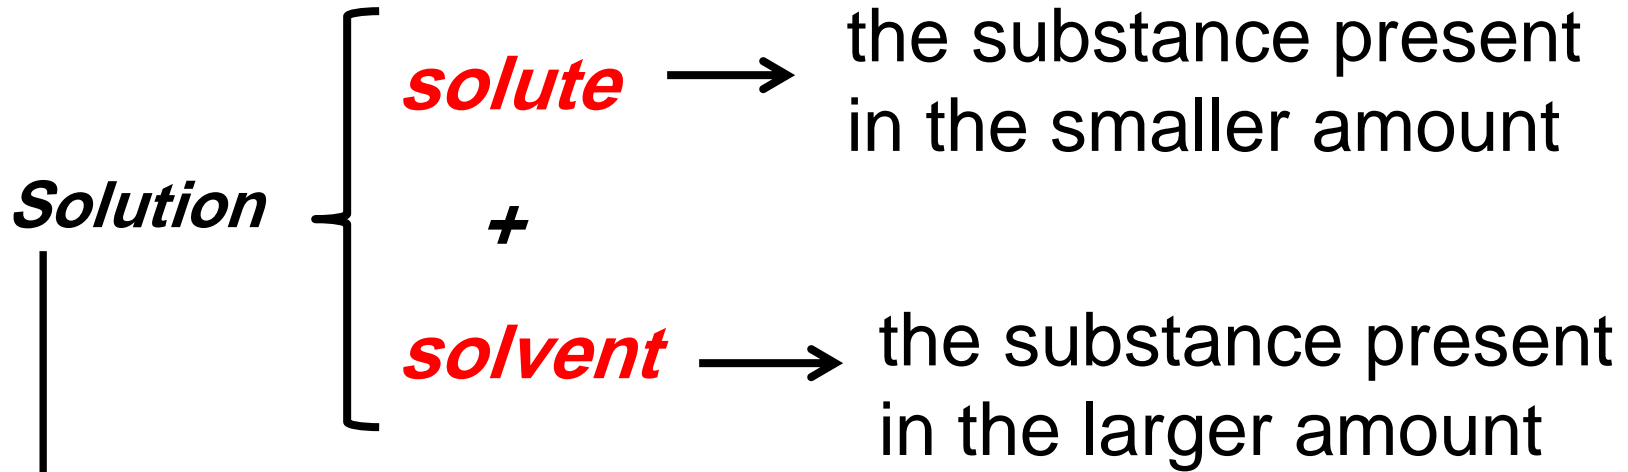 the substance present
solute
in the smaller amount
Solution
+
the substance present
solvent
in the larger amount